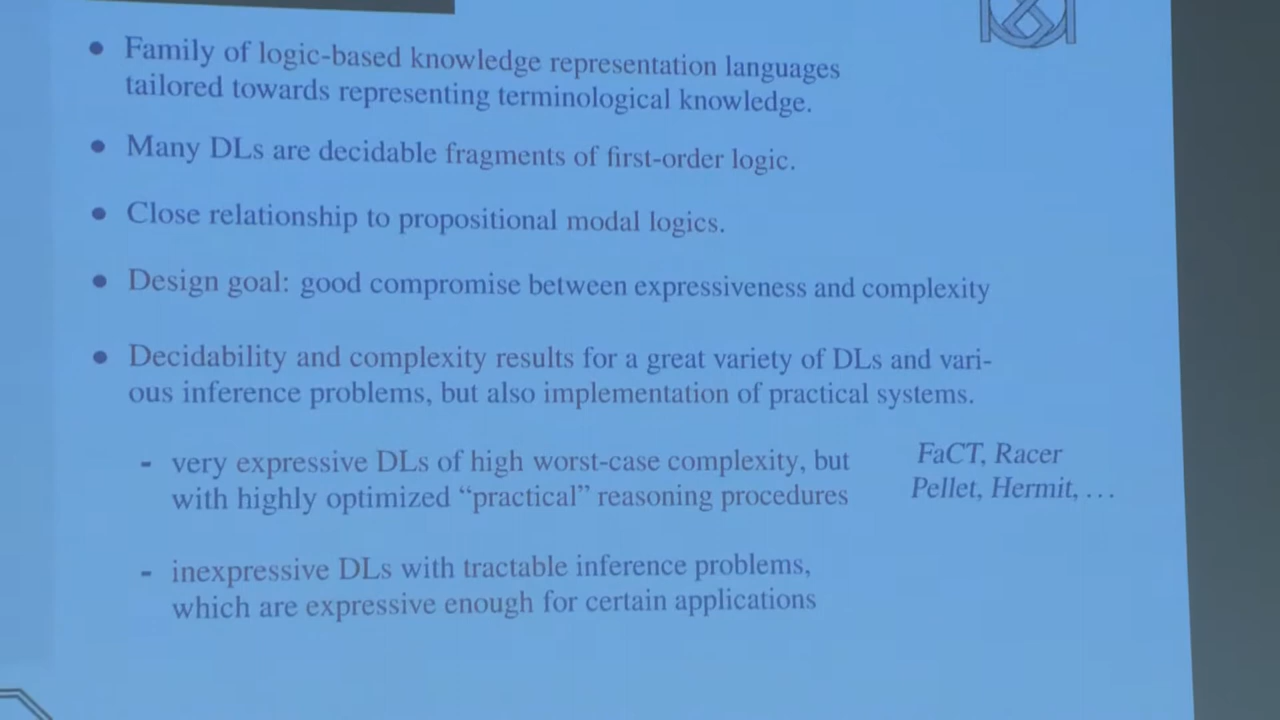 • Family of logic-based knowledge representation languages
tailored towards representing terminological knowledge.
• Many DLs are decidable fragments of first-order logic.
• Close relationship to propositional modal logics.
• Design goal: good compromise between expressiveness and complexity
• Decidability and complexity results for a great variety of DLs and vari-
ous inference problems, but also implementation of practical systems.
- very expressive DLs of high worst-case complexity, but
with highly optimized “practical” reasoning procedures
FaCT, Racer
Pellet, Hermit, ...
- inexpressive DLs with tractable inference problems,
which are expressive enough for certain applications